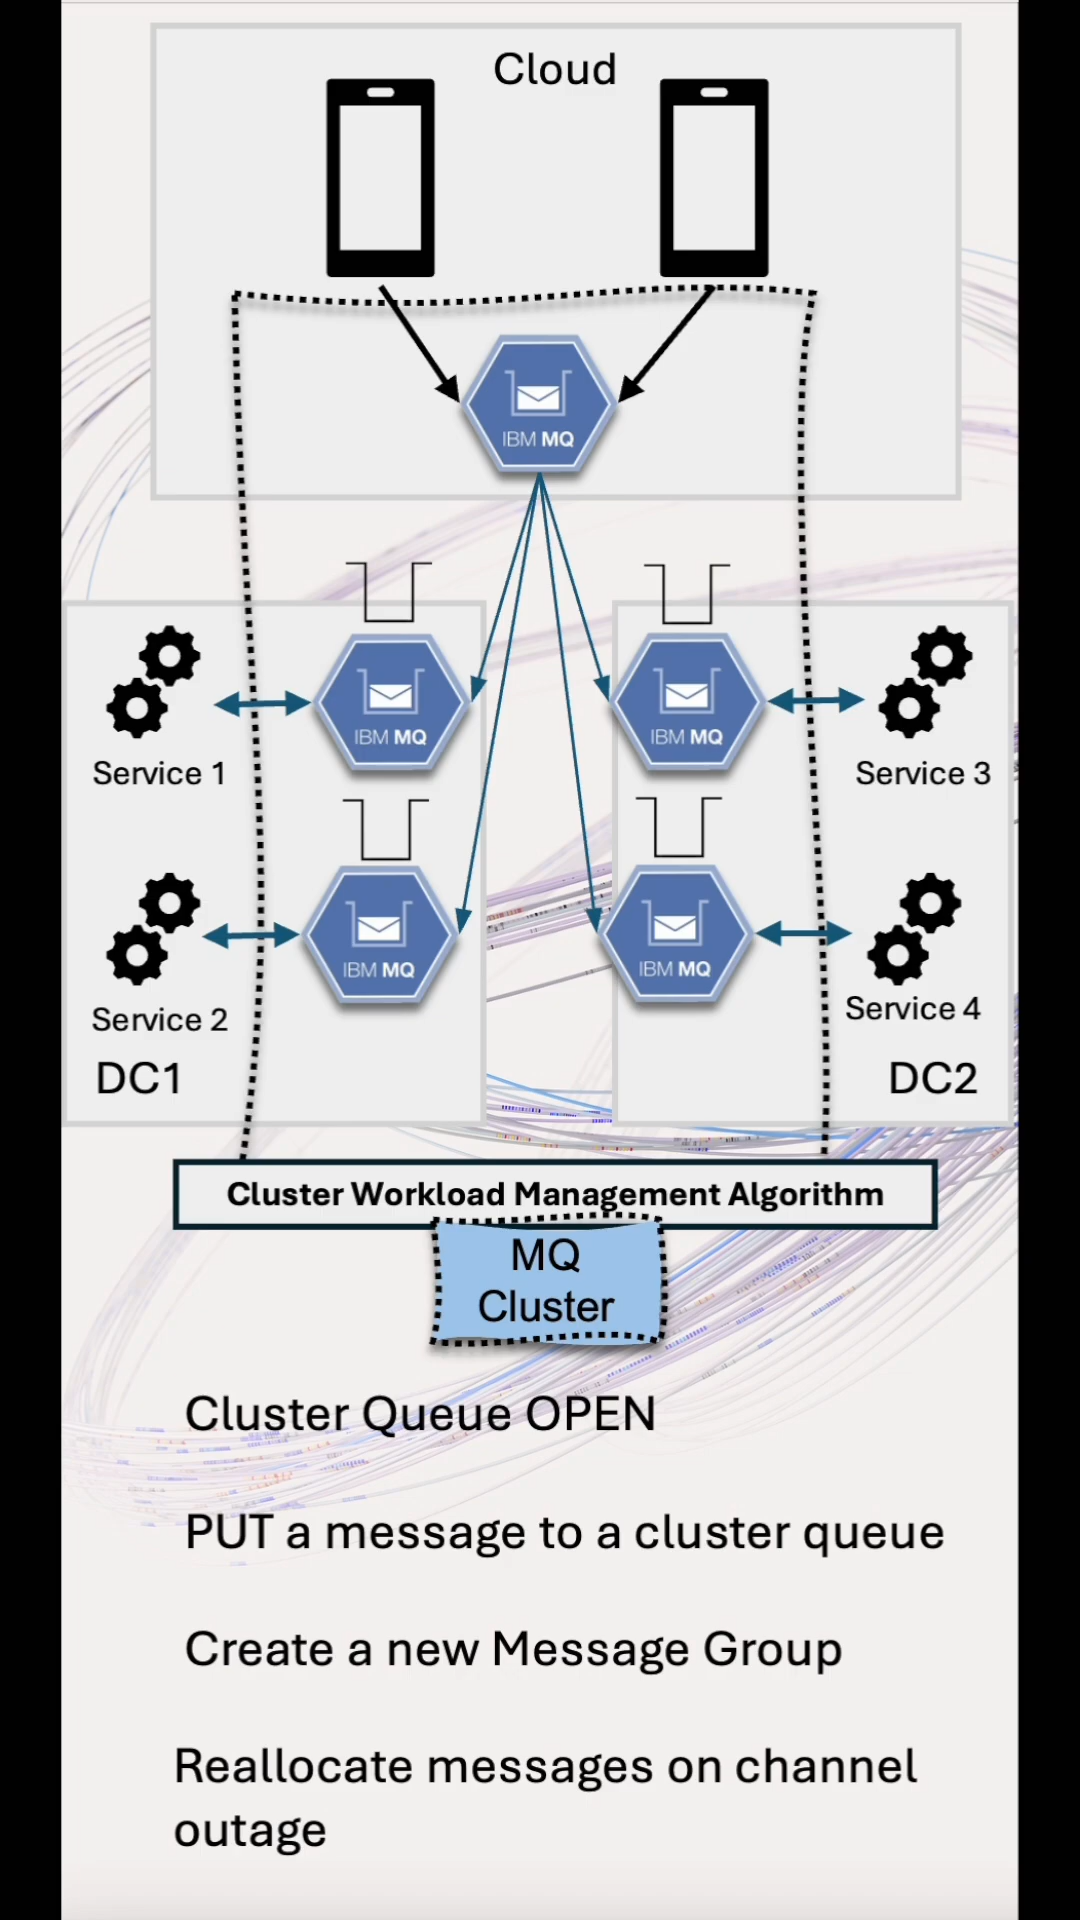 Cloud
IBM MQ
IBM MQ
IBM MQ
Service 1
Service 3
IBM MQ
IBM MQ
Service 2
Service 4
DC1
DC2
Cluster Workload Management Algorithm
MQ
Cluster
Cluster Queue OPEN
PUT a message to a cluster queue
Create a new Message Group
Reallocate messages on channel
outage